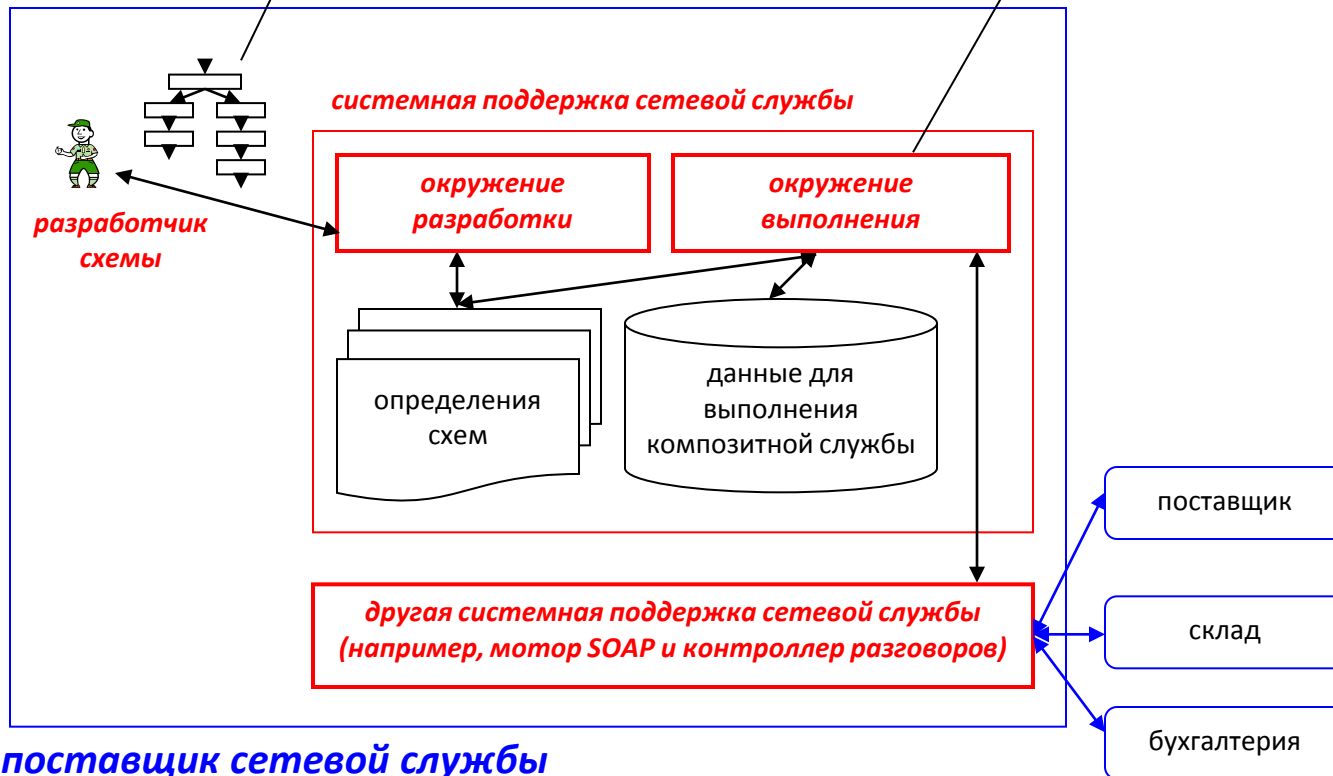 системная поддержка сетевой службы
окружение
разработки
окружение
выполнения
разработчик
схемы
определения
схем
данные для
выполнения
композитной службы
поставщик
другая системная поддержка сетевой службы
(например, мотор SOAP и контроллер разговоров)
склад
бухгалтерия
поставщик сетевой службы